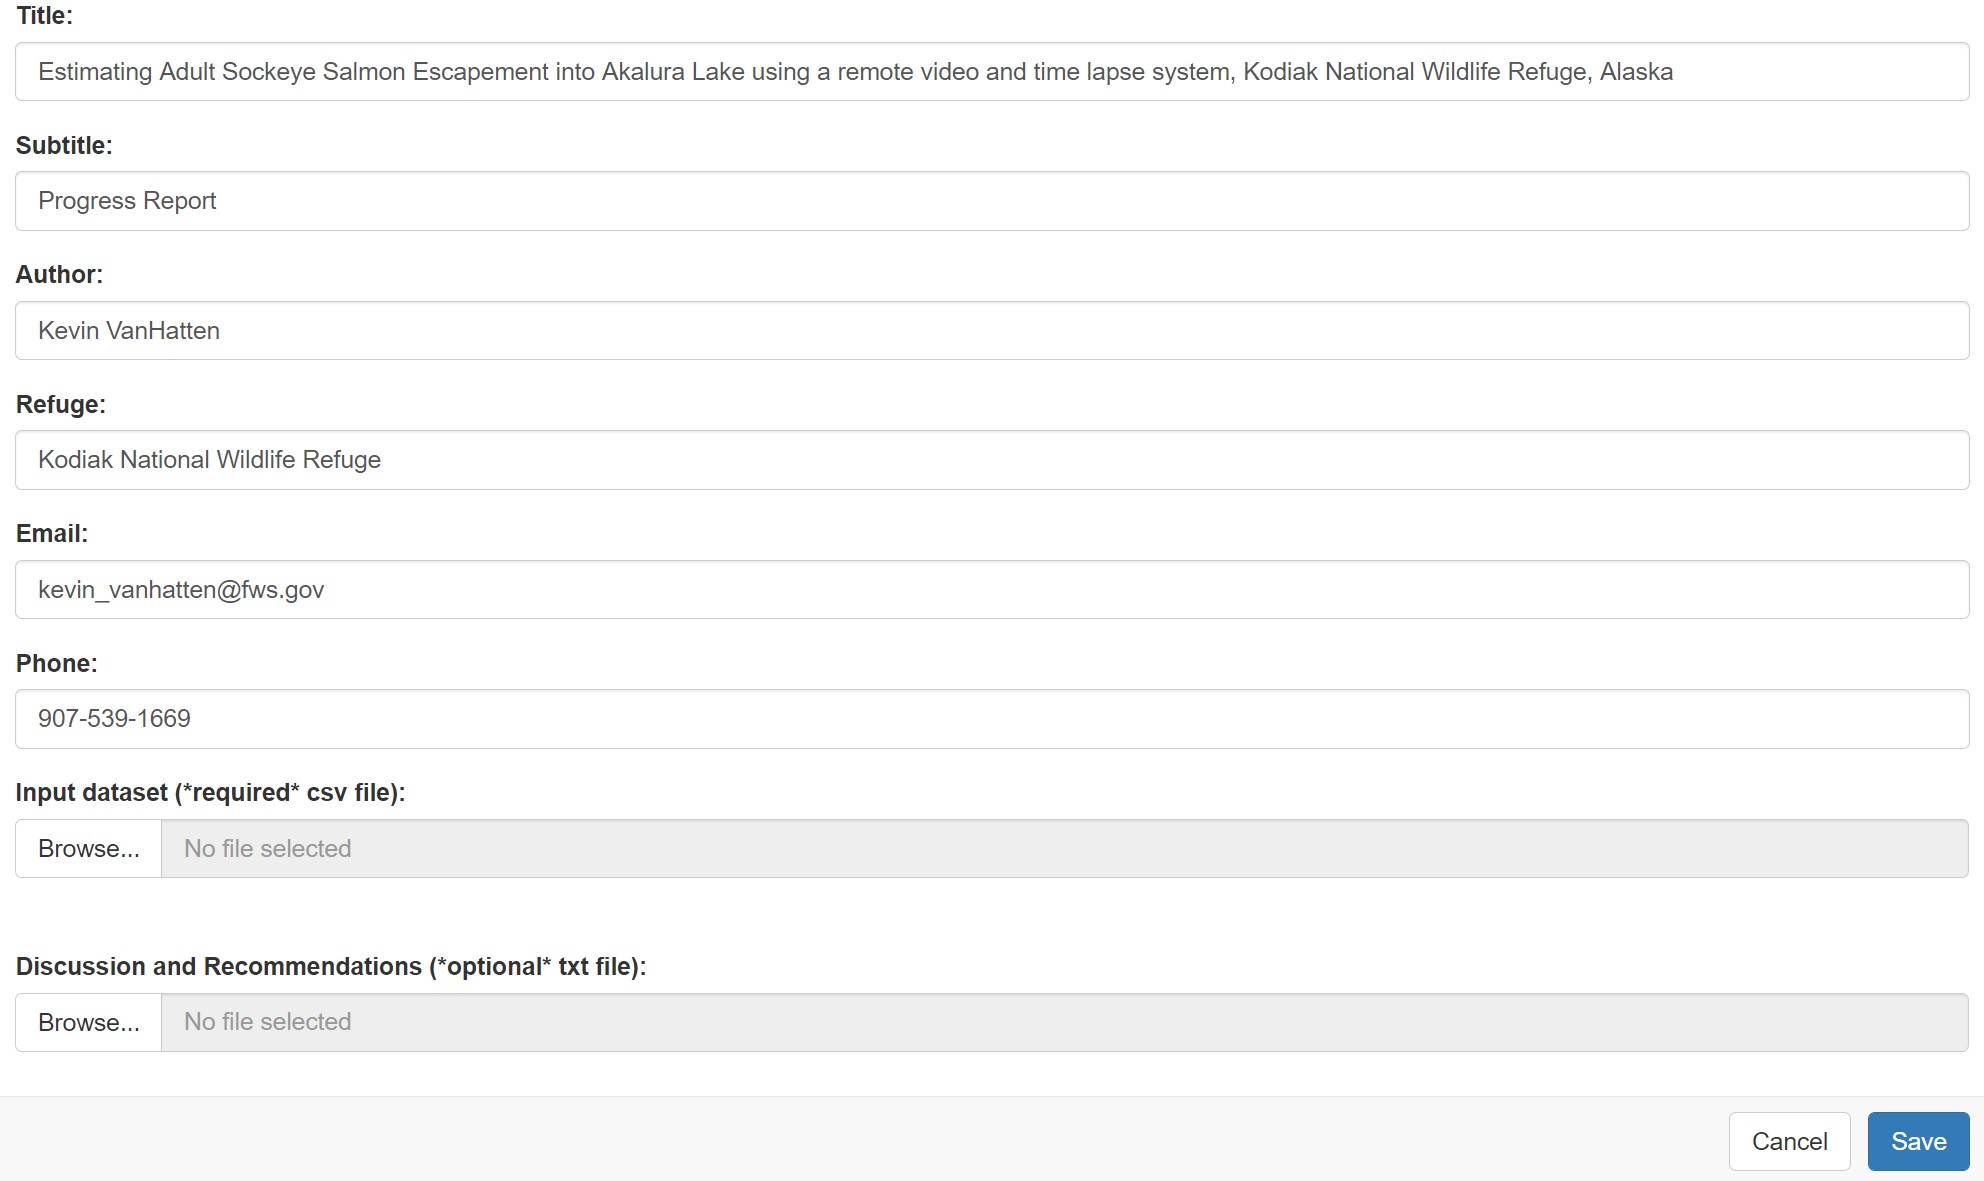 Title:
Estimating Adult Sockeye Salmon Escapement into Akalura Lake using a remote video and time lapse system, Kodiak National Wildlife Refuge, Alaska
Subtitle:
Progress Report
Author:
Kevin VanHatten
Refuge:
Kodiak National Wildlife Refuge
Email:
kevin_vanhatten@fws.gov
Phone:
907-539-1669
Input dataset (*required* csv file):
Browse... No file selected
Discussion and Recommendations (*optional* txt file):
Browse... No file selected
Cancel Save